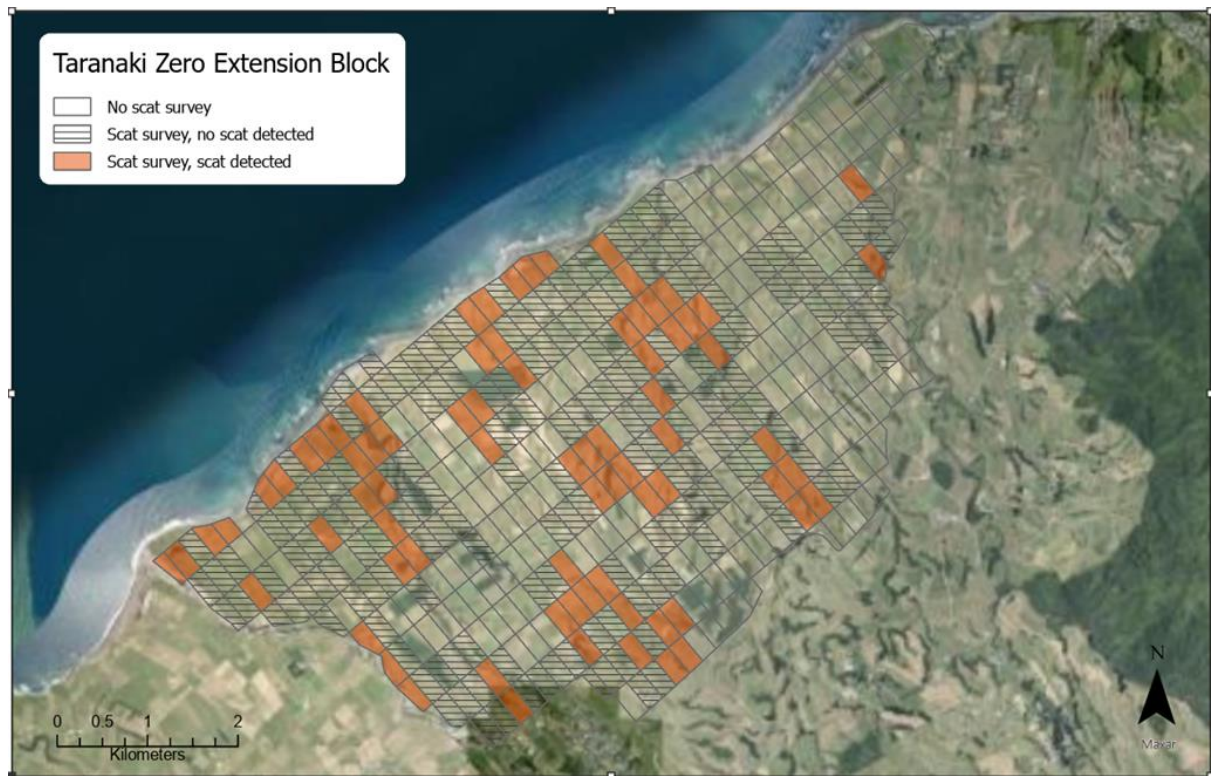 Taranaki Zero Extension Block
No scat survey
Scat survey, no scat detected
Scat survey, scat detected
0 0.5 1 2
Kilometers
N
Maxar